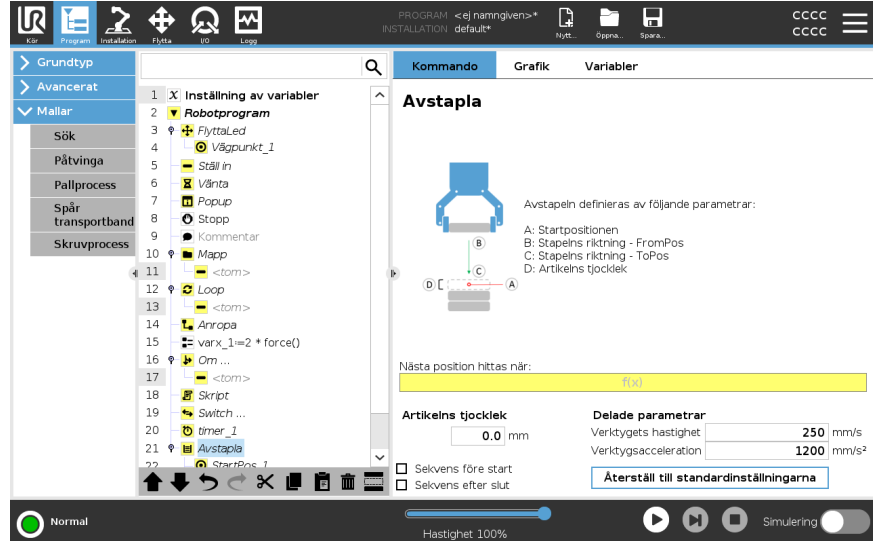 PROGRAM <ej namngiven>*
INSTALLATION default*
Kör
Program
Installation
Flytta
I/O
Logg
Nytt...
Öppna...
Spara...
cccc
cccc
Grundtyp
Avancerat
Mallar
Sök
Påtvinga
Pallprocess
Spår
transportband
Skruvprocess
1 X Inställning av variabler
2 Robotprogram
3 FlyttaLed
4 Vägpunkt_1
5 Ställ in
6 Vänta
7 Popup
8 Stopp
9 Kommentar
10 Mapp
11 <tom>
12 Loop
13 <tom>
14 Anropa
15 varx_1:=2 * force()
16 Om ...
17 <tom>
18 Skript
19 Switch ...
20 timer_1
21 Avstapla
22 StartPos_1
Kommando
Grafik
Variabler
Avstapla
B
C
D
A
Avstapeln definieras av följande parametrar:
A: Startpositionen
B: Stapelns riktning - FromPos
C: Stapelns riktning - ToPos
D: Artikelns tjocklek
Nästa position hittas når:
f(x)
Artikelns tjocklek
0.0 mm
Delade parametrar
Verktygets hastighet 250 mm/s
Verktygsacceleration 1200 mm/s²
Sekvens före start
Sekvens efter slut
Återställ till standardinställningarna
Normal
Hastighet 100%
Simulering